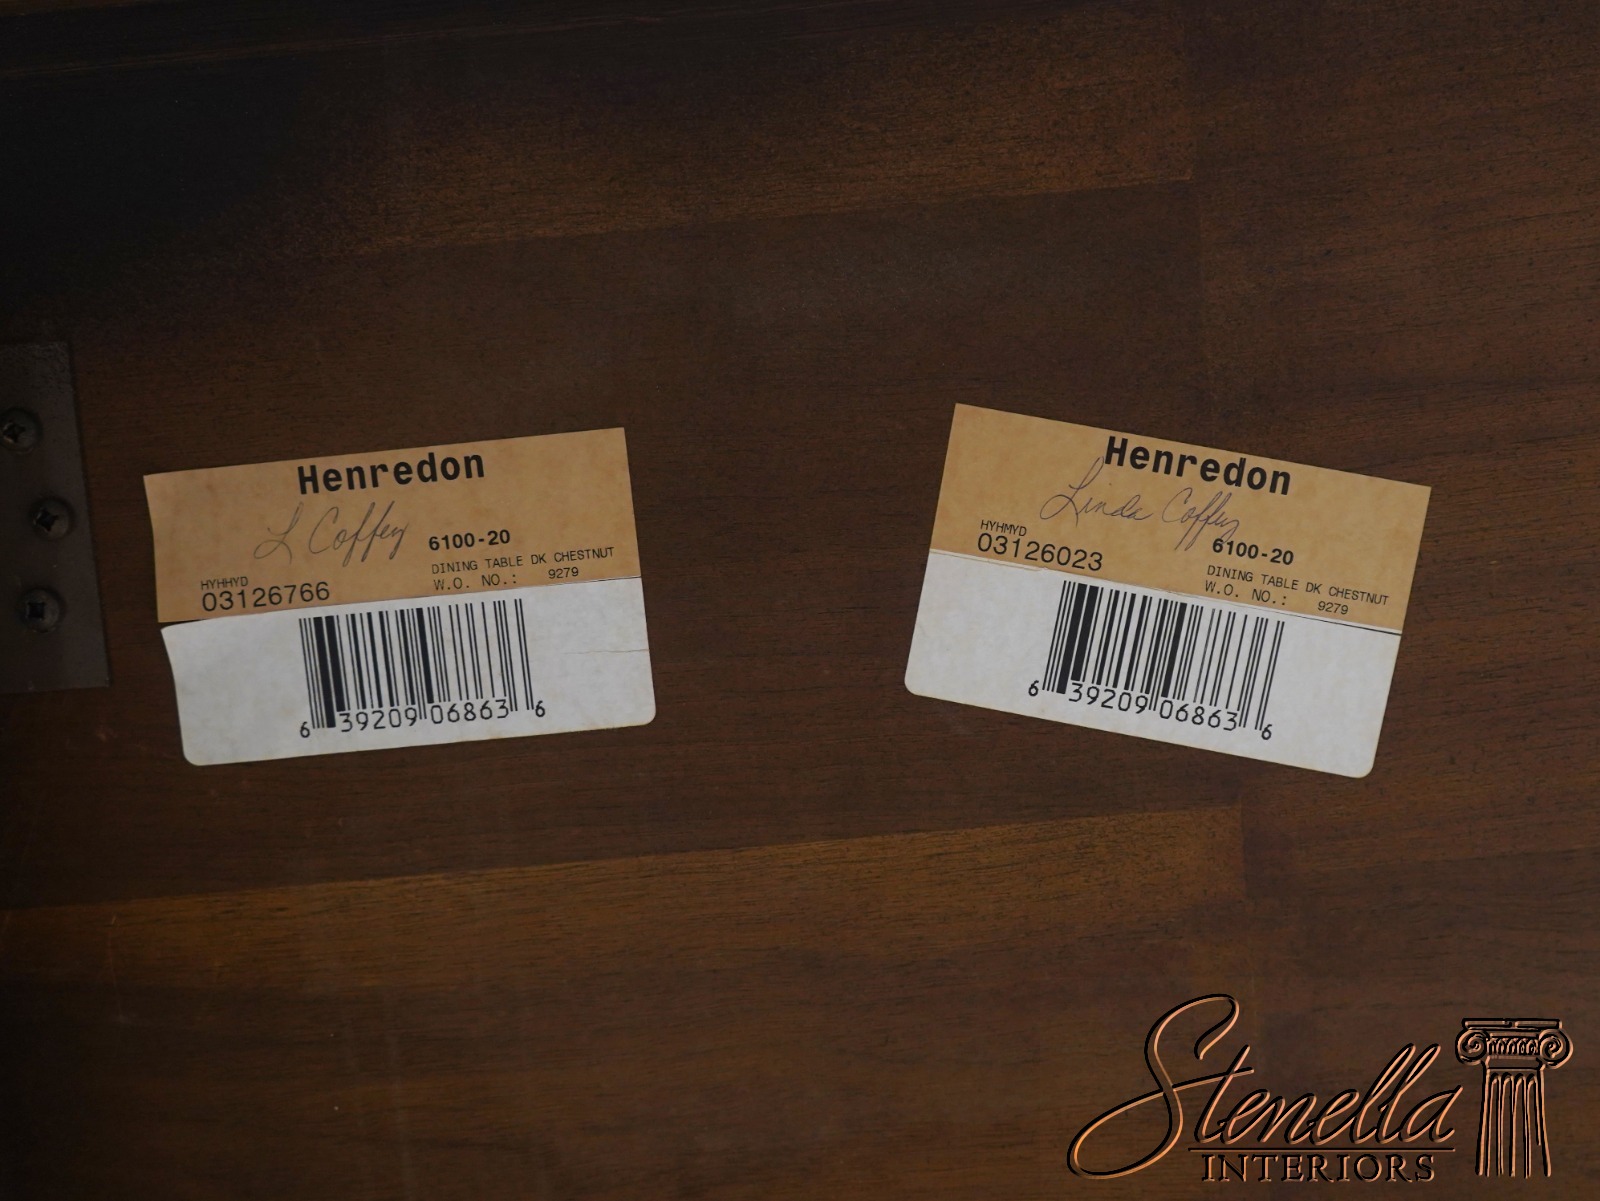 Henredon
L Coffey
6100-20
DINING TABLE DK CHESTNUT
HYHHYD
03126766
W.O. NO.: 9279
6 39209 06863 6
Henredon
Linda Coffey
6100-20
HYHMYD
03126023
DINING TABLE DK CHESTNUT
W.O. NO.: 9279
6 39209 06863 6
Stenella
INTERIORS